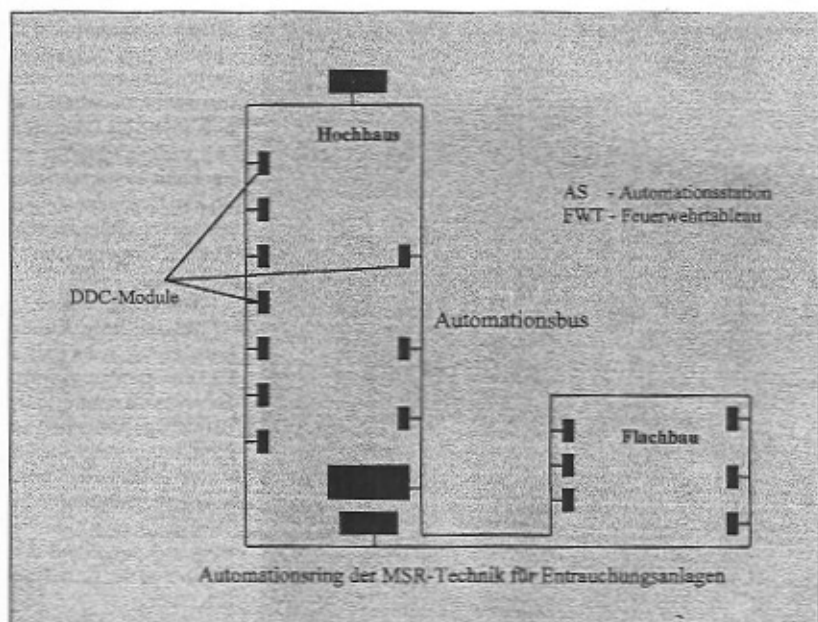 Hochhaus
AS - Automationsstation
FWT - Feuerwehrtableau
DDC-Module
Automationsbus
Flachbau
Automationsring der MSR-Technik für Entrauchungsanlagen